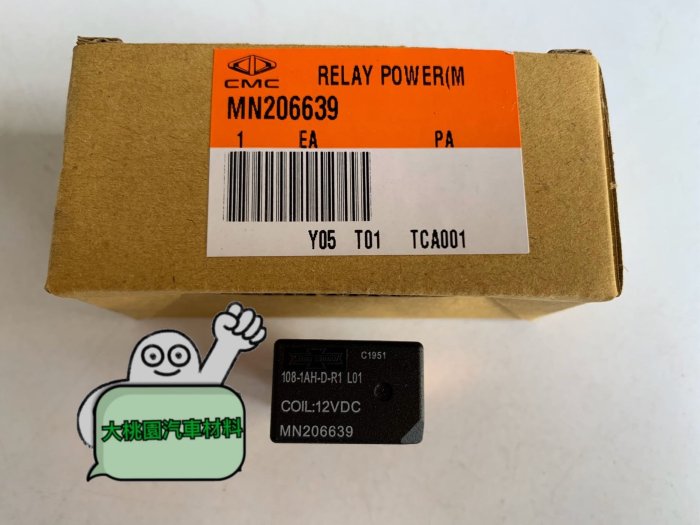 CMC
RELAY POWER(M
MN206639
1 EA PA
Y05 T01 TCA001
C1951
108-1AH-D-R1 L01
COIL:12VDC
MN206639
大桃園汽車材料